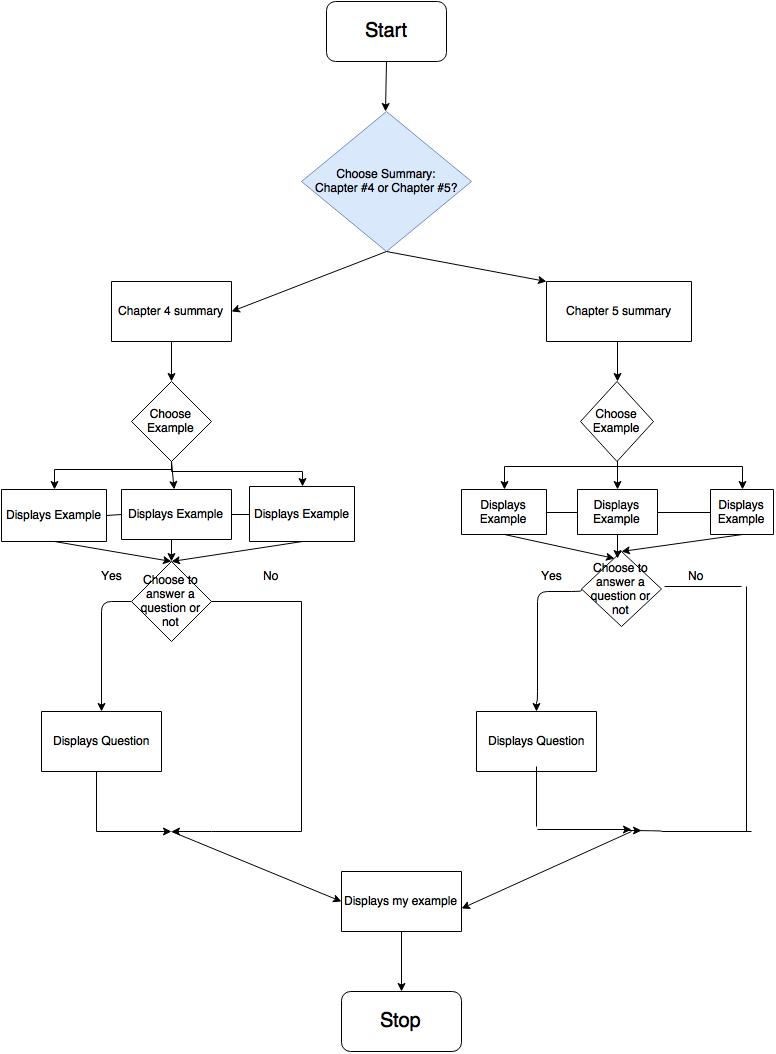 Start
Choose Summary:
Chapter #4 or Chapter #5?
Chapter 4 summary
Chapter 5 summary
Choose
Example
Choose
Example
Displays Example
Displays Example
Displays Example
Displays
Example
Displays
Example
Displays
Example
Yes
Choose to
answer a
question or
not
No
Yes
Choose to
answer a
question or
not
No
Displays Question
Displays Question
Displays my example
Stop